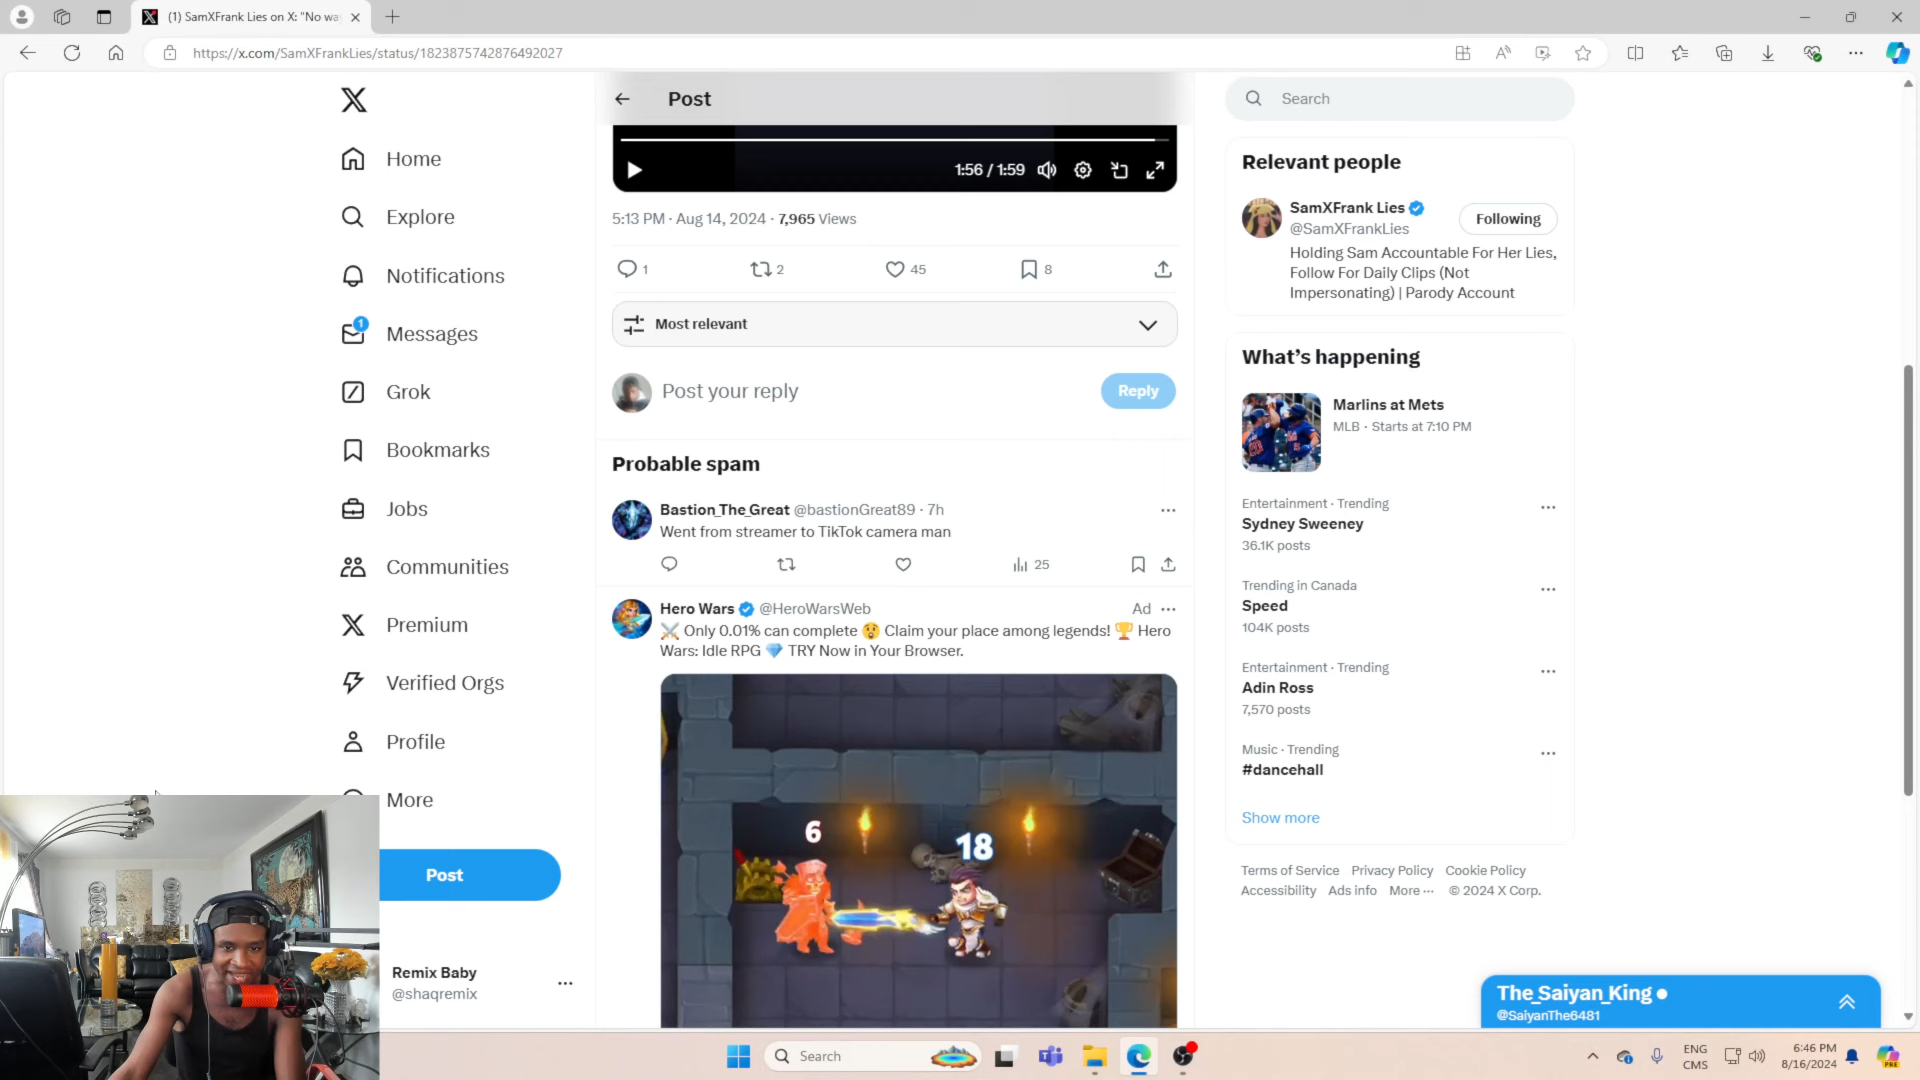 (1) SamXFrank Lies on X: "No wa
https://x.com/SamXFrankLies/status/1823875742876492027
Home
Explore
Notifications
1
Messages
Grok
Bookmarks
Jobs
Communities
Premium
Verified Orgs
Profile
More
Post
Remix Baby
@shaqremix
Post
1:56 / 1:59
5:13 PM · Aug 14, 2024 · 7,965 Views
1
2
45
8
Most relevant
Post your reply
Reply
Probable spam
Bastion_The_Great @bastionGreat89 · 7h
Went from streamer to TikTok camera man
25
Hero Wars @HeroWarsWeb
Ad
⚔️ Only 0.01% can complete 😲 Claim your place among legends! 🏆 Hero
Wars: Idle RPG 💎 TRY Now in Your Browser.
6
18
Search
Relevant people
SamXFrank Lies
@SamXFrankLies
Following
Holding Sam Accountable For Her Lies,
Follow For Daily Clips (Not
Impersonating) | Parody Account
What's happening
Marlins at Mets
MLB · Starts at 7:10 PM
Entertainment · Trending
Sydney Sweeney
36.1K posts
Trending in Canada
Speed
104K posts
Entertainment · Trending
Adin Ross
7,570 posts
Music · Trending
#dancehall
Show more
Terms of Service Privacy Policy Cookie Policy
Accessibility Ads info More ··· © 2024 X Corp.
The_Saiyan_King
@SaiyanThe6481
Search
ENG
CMS
6:46 PM
8/16/2024
PRE